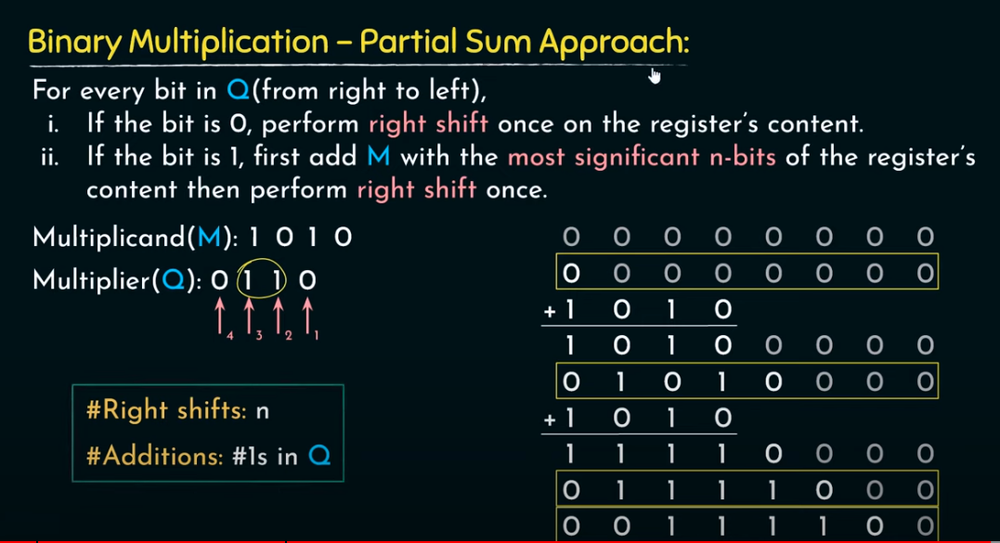 Binary Multiplication – Partial Sum Approach:
For every bit in Q(from right to left),
i. If the bit is 0, perform right shift once on the register's content.
ii. If the bit is 1, first add M with the most significant n-bits of the register's
content then perform right shift once.
Multiplicand(M): 1 0 1 0
Multiplier(Q): 0 1 1 0
4 3 2 1
#Right shifts: n
#Additions: #1s in Q
0 0 0 0 0 0 0 0
0 0 0 0 0 0 0 0
+ 1 0 1 0
1 0 1 0 0 0 0 0
0 1 0 1 0 0 0 0
+ 1 0 1 0
1 1 1 1 0 0 0 0
0 1 1 1 1 0 0 0
0 0 1 1 1 1 0 0